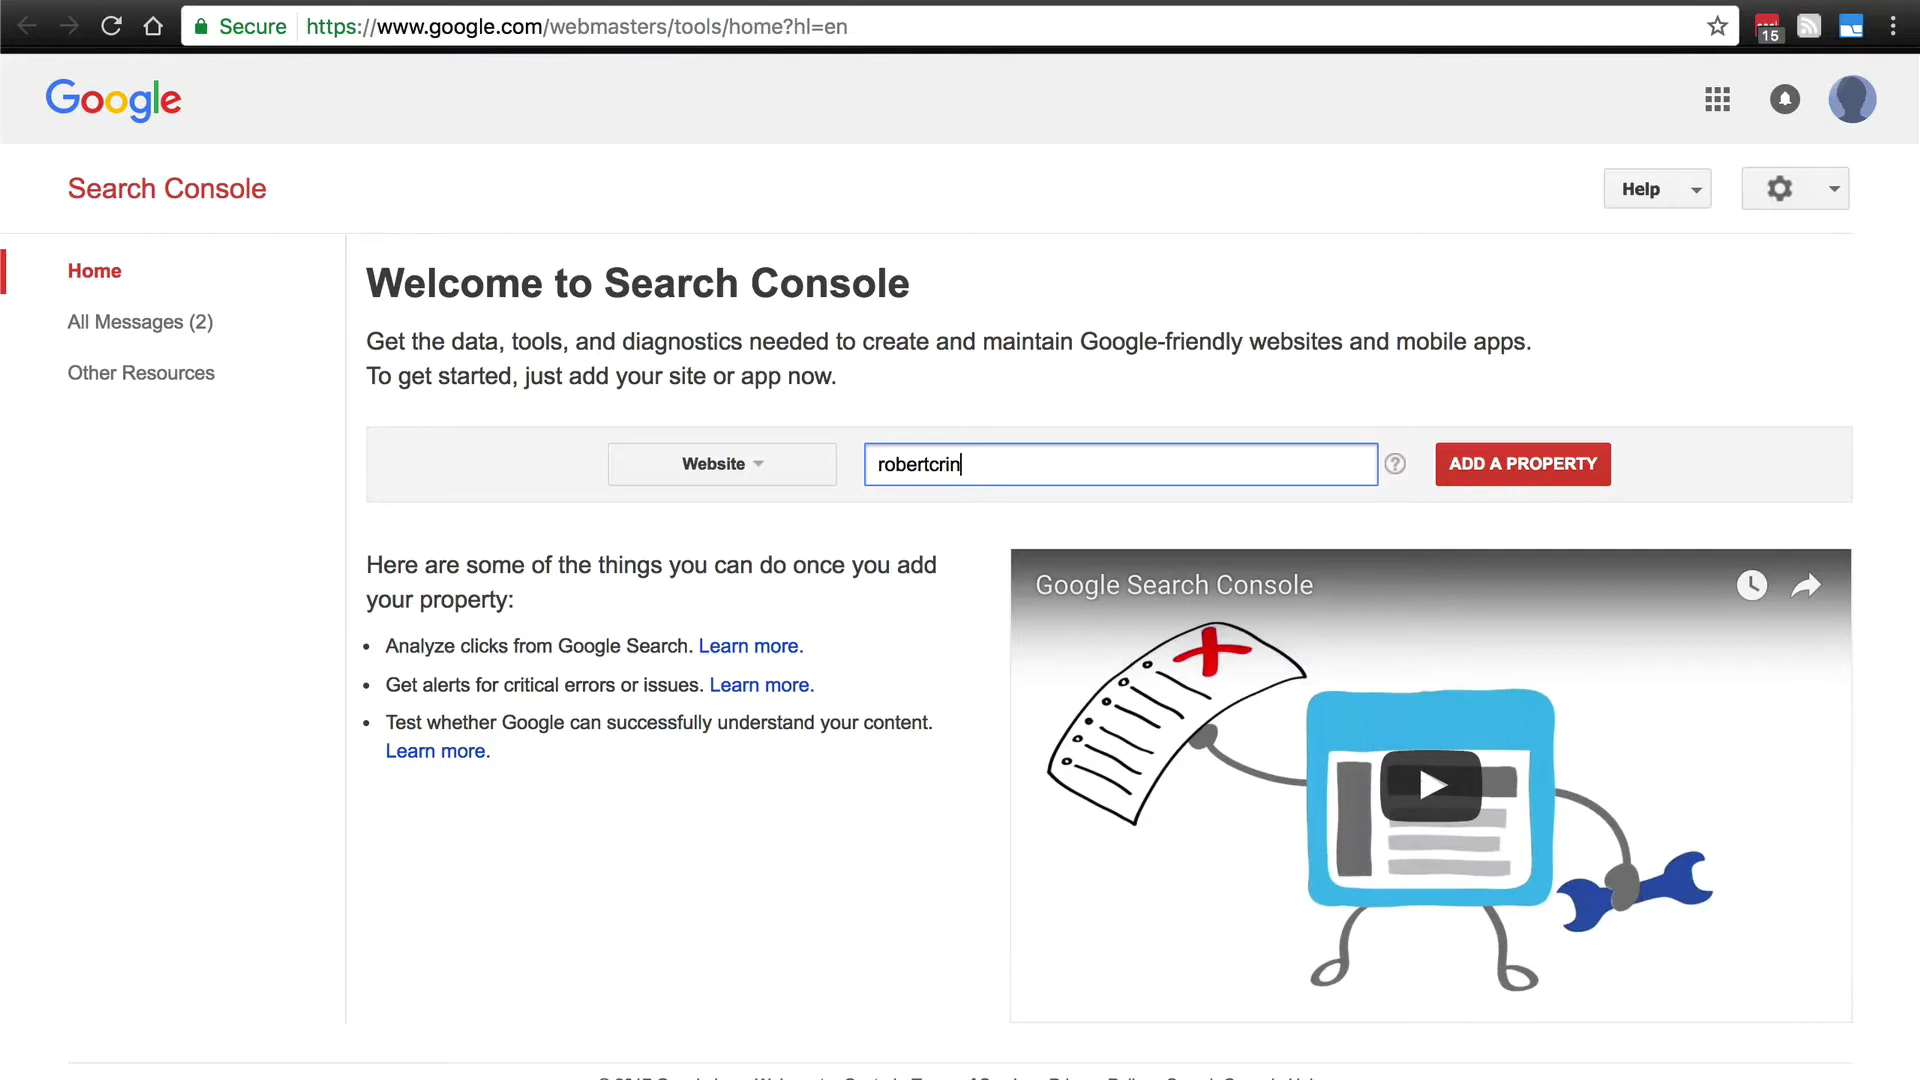 Secure https://www.google.com/webmasters/tools/home?hl=en
15
Google
Search Console
Help
Home
All Messages (2)
Other Resources
Welcome to Search Console
Get the data, tools, and diagnostics needed to create and maintain Google-friendly websites and mobile apps.
To get started, just add your site or app now.
Website
robertcrin
?
ADD A PROPERTY
Here are some of the things you can do once you add
your property:
• Analyze clicks from Google Search. Learn more.
• Get alerts for critical errors or issues. Learn more.
• Test whether Google can successfully understand your content.
Learn more.
Google Search Console